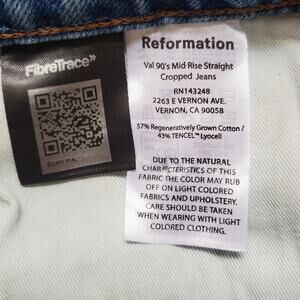 FibreTrace»
Scan me.
Reformation
Val 90's Mid Rise Straight
Cropped Jeans
RN143248
2263 E VERNON AVE.
VERNON, CA 90058
57% Regeneratively Grown Cotton /
43% TENCEL™ Lyocell
DUE TO THE NATURAL
CHARACTERISTICS OF THIS
FABRIC THE COLOR MAY RUB
OFF ON LIGHT COLORED
FABRICS AND UPHOLSTERY.
CARE SHOULD BE TAKEN
WHEN WEARING WITH LIGHT
COLORED CLOTHING.